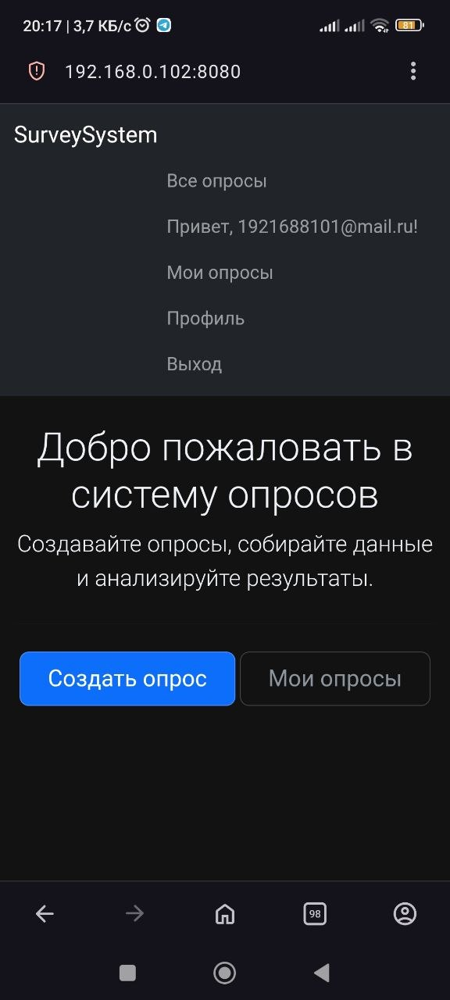 20:17 | 3,7 КБ/с
81
192.168.0.102:8080
SurveySystem
Все опросы
Привет, 1921688101@mail.ru!
Мои опросы
Профиль
Выход
Добро пожаловать в
систему опросов
Создавайте опросы, собирайте данные
и анализируйте результаты.
Создать опрос
Мои опросы
98